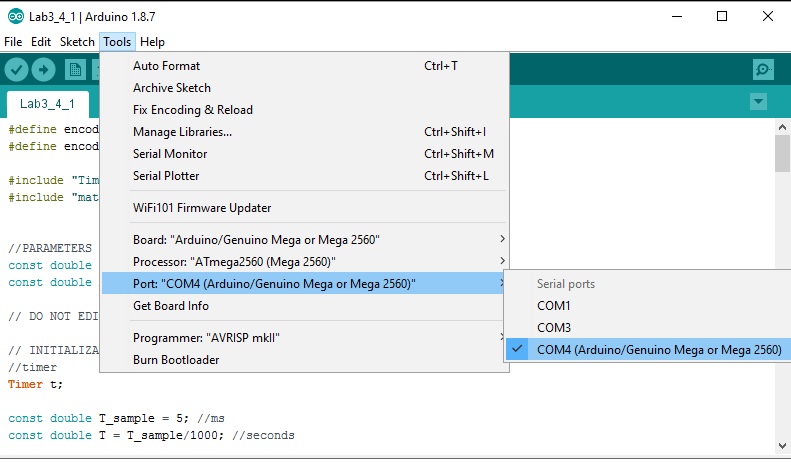 Lab3_4_1 | Arduino 1.8.7
File Edit Sketch Tools Help
Lab3_4_1
Auto Format Ctrl+T
Archive Sketch
Fix Encoding & Reload
Manage Libraries... Ctrl+Shift+I
Serial Monitor Ctrl+Shift+M
Serial Plotter Ctrl+Shift+L
WiFi101 Firmware Updater
Board: "Arduino/Genuino Mega or Mega 2560"
Processor: "ATmega2560 (Mega 2560)"
Port: "COM4 (Arduino/Genuino Mega or Mega 2560)"
Get Board Info
Programmer: "AVRISP mkII"
Burn Bootloader
Serial ports
COM1
COM3
COM4 (Arduino/Genuino Mega or Mega 2560)
#define encod
#define encod
#include "Tim
#include "mat
//PARAMETERS
const double
const double
// DO NOT EDI
// INITIALIZA
//timer
Timer t;
const double T_sample = 5; //ms
const double T = T_sample/1000; //seconds